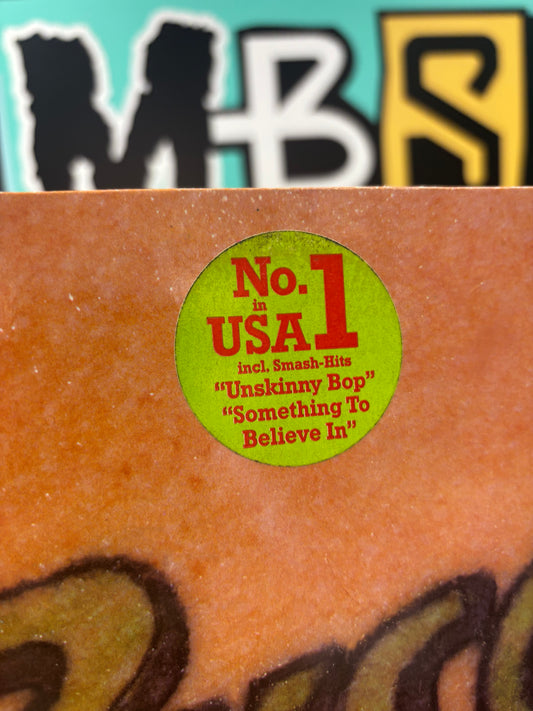 MBS
No. 1
in
USA
incl. Smash-Hits
“Unskinny Bop”
“Something To
Believe In”